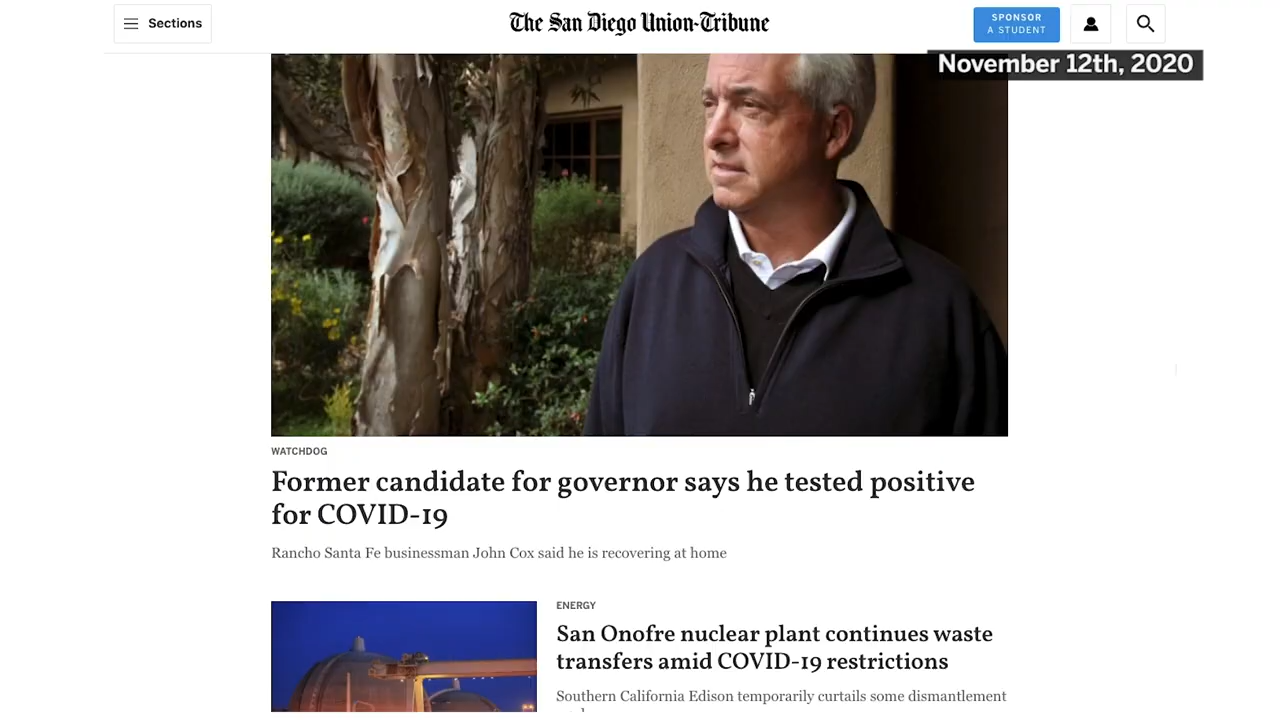 Sections
The San Diego Union-Tribune
SPONSOR
A STUDENT
November 12th, 2020
WATCHDOG
Former candidate for governor says he tested positive
for COVID-19
Rancho Santa Fe businessman John Cox said he is recovering at home
ENERGY
San Onofre nuclear plant continues waste
transfers amid COVID-19 restrictions
Southern California Edison temporarily curtails some dismantlement